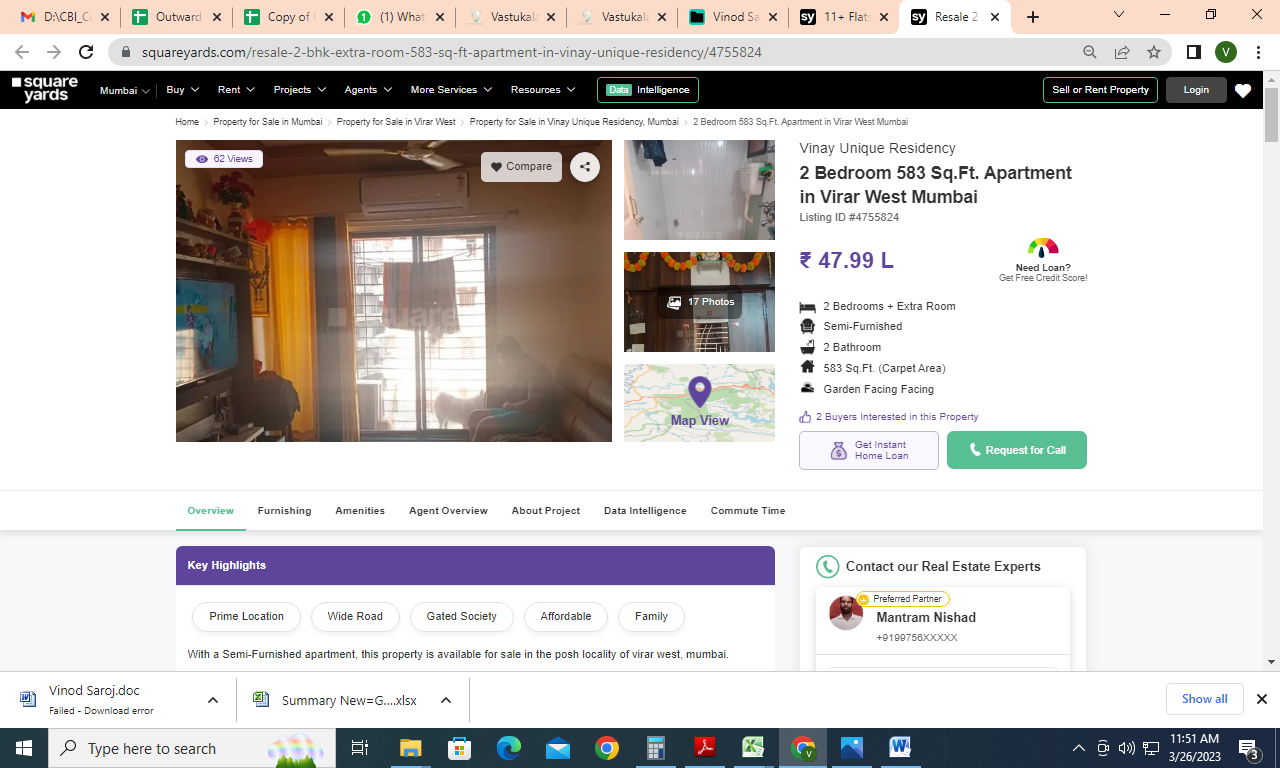 D:\CBI_C
Outward
Copy of
(1) What
Vastukala
Vastukala
Vinod Sa
11+ Flats
Resale 2
squareyards.com/resale-2-bhk-extra-room-583-sq-ft-apartment-in-vinay-unique-residency/4755824
V
square yards
Mumbai
Buy
Rent
Projects
Agents
More Services
Resources
Data Intelligence
Sell or Rent Property
Login
Home > Property for Sale in Mumbai > Property for Sale in Virar West > Property for Sale in Vinay Unique Residency, Mumbai > 2 Bedroom 583 Sq.Ft. Apartment in Virar West Mumbai
62 Views
Compare
17 Photos
Map View
Vinay Unique Residency
2 Bedroom 583 Sq.Ft. Apartment
in Virar West Mumbai
Listing ID #4755824
₹ 47.99 L
Need Loan?
Get Free Credit Score!
2 Bedrooms + Extra Room
Semi-Furnished
2 Bathroom
583 Sq.Ft. (Carpet Area)
Garden Facing Facing
2 Buyers Interested in this Property
Get Instant
Home Loan
Request for Call
Overview
Furnishing
Amenities
Agent Overview
About Project
Data Intelligence
Commute Time
Key Highlights
Prime Location
Wide Road
Gated Society
Affordable
Family
With a Semi-Furnished apartment, this property is available for sale in the posh locality of virar west, mumbai.
Contact our Real Estate Experts
Preferred Partner
Mantram Nishad
+9199756XXXXX
Vinod Saroj.doc
Failed - Download error
Summary New=G....xlsx
Show all
Type here to search
11:51 AM
3/26/2023
3